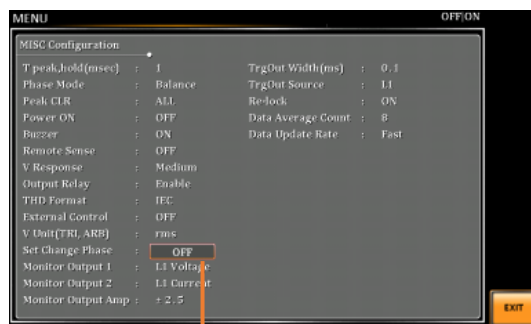 MENU OFF|ON
MISC Configuration
T peak,hold(msec) : 1
Phase Mode : Balance
Peak CLR : ALL
Power ON : OFF
Buzzer : ON
Remote Sense : OFF
V Response : Medium
Output Relay : Enable
THD Format : IEC
External Control : OFF
V Unit(TRI, ARB) : rms
Set Change Phase : OFF
Monitor Output 1 : L1 Voltage
Monitor Output 2 : L1 Current
Monitor Output Amp : ± 2.5
TrgOut Width(ms) : 0.1
TrgOut Source : L1
Re-lock : ON
Data Average Count : 8
Data Update Rate : Fast
EXIT